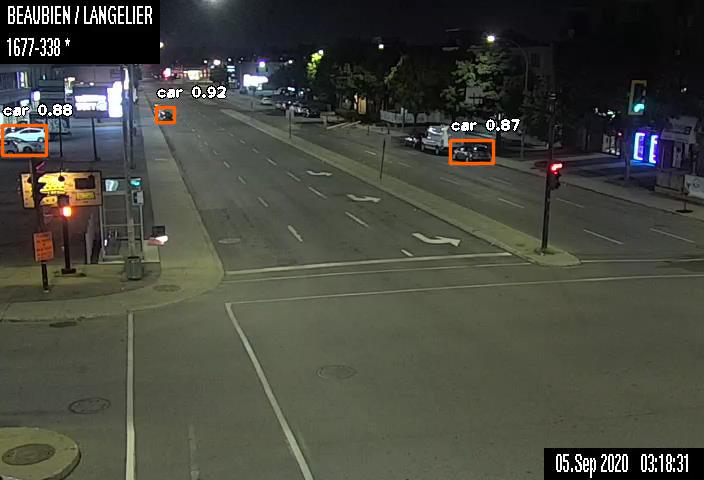 BEAUBIEN / LANGELIER
1677-338 *
car 0.92
car 0.88
car 0.87
05.Sep 2020 03:18:31